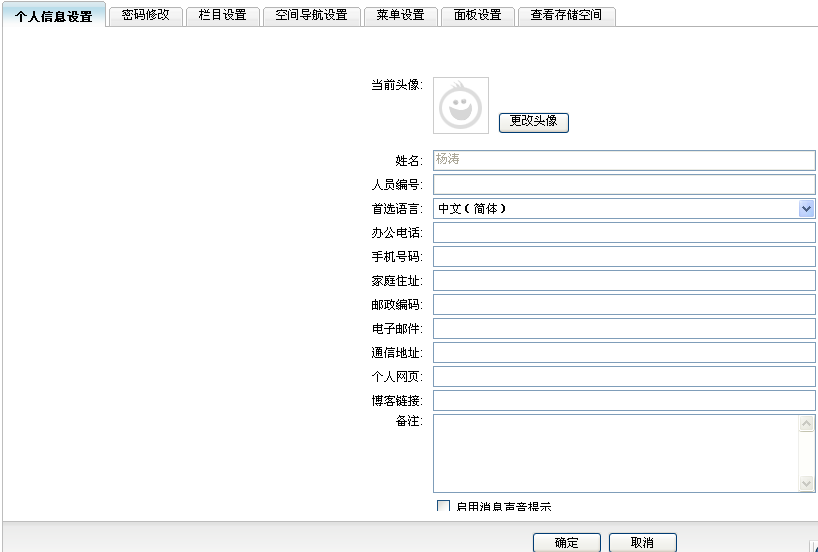 个人信息设置 密码修改 栏目设置 空间导航设置 菜单设置 面板设置 查看存储空间
当前头像:
更改头像
姓名: 杨涛
人员编号:
首选语言: 中文(简体)
办公电话:
手机号码:
家庭住址:
邮政编码:
电子邮件:
通信地址:
个人网页:
博客链接:
备注:
启用消息声音提示
确定 取消